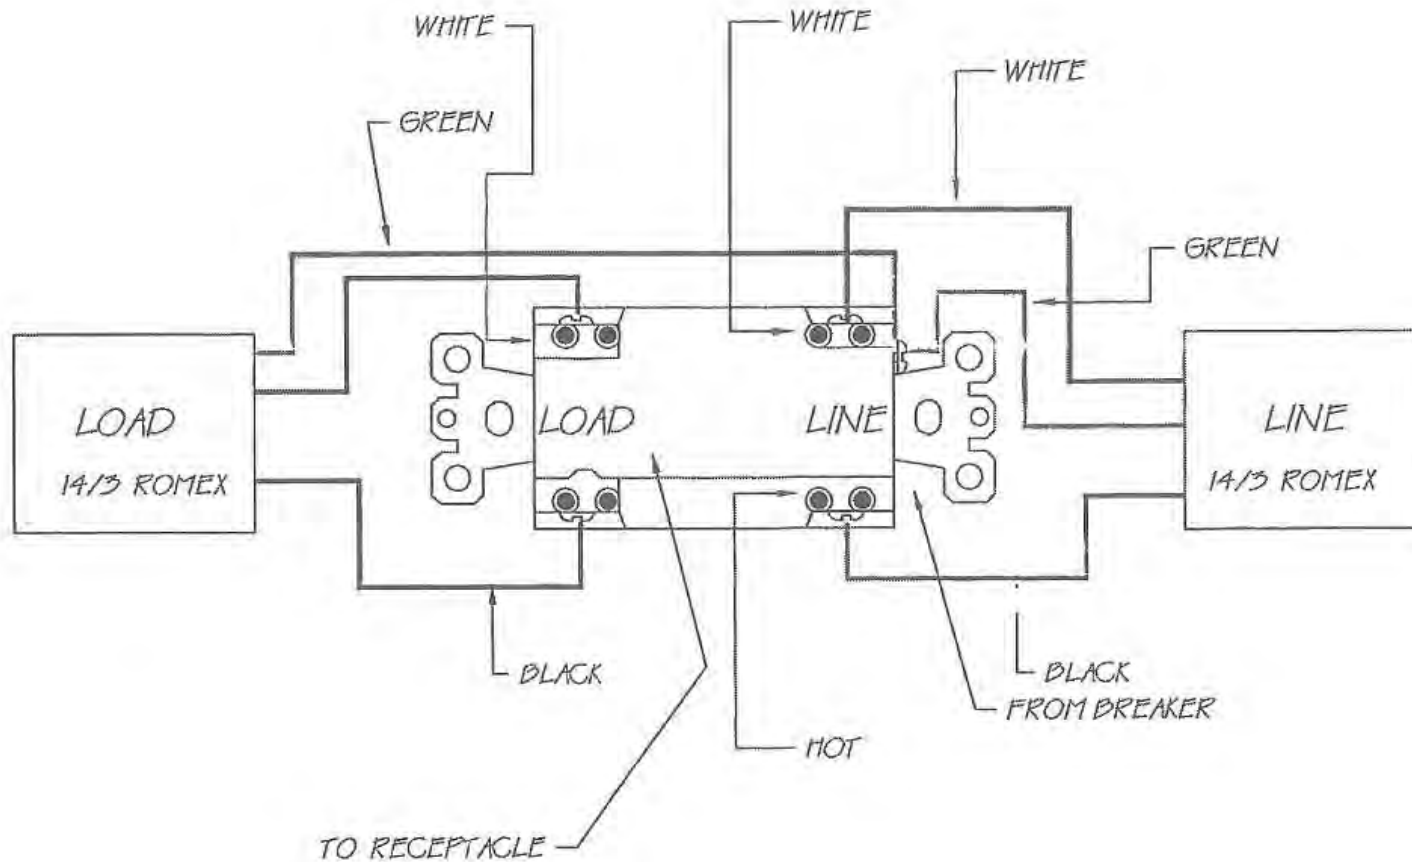 WHITE
WHITE
WHITE
GREEN
GREEN
LOAD
14/3 ROMEX
LOAD
LINE
LINE
14/3 ROMEX
BLACK
BLACK
FROM BREAKER
HOT
TO RECEPTACLE